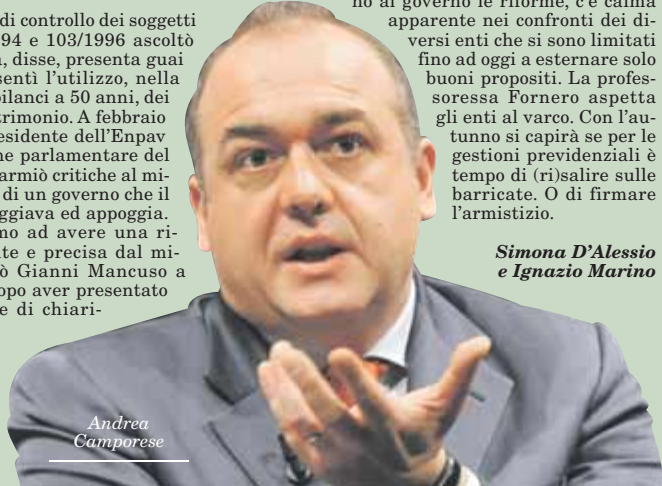 di controllo dei soggetti
94 e 103/1996 ascoltò
, disse, presenta guai
sentì l'utilizzo, nella
bilanci a 50 anni, dei
trimonio. A febbraio
esidente dell'Enpav
ne parlamentare del
armiò critiche al mi-
di un governo che il
ggiava ed appoggia.
mo ad avere una ri-
te e precisa dal mi-
ò Gianni Mancuso a
opo aver presentato
e di chiari-
no al governo le riforme, c'è calma
apparente nei confronti dei di-
versi enti che si sono limitati
fino ad oggi a esternare solo
buoni propositi. La profes-
soressa Fornero aspetta
gli enti al varco. Con l'au-
tunno si capirà se per le
gestioni previdenziali è
tempo di (ri)salire sulle
barricate. O di firmare
l'armistizio.
Simona D'Alessio
e Ignazio Marino
Andrea
Camporese